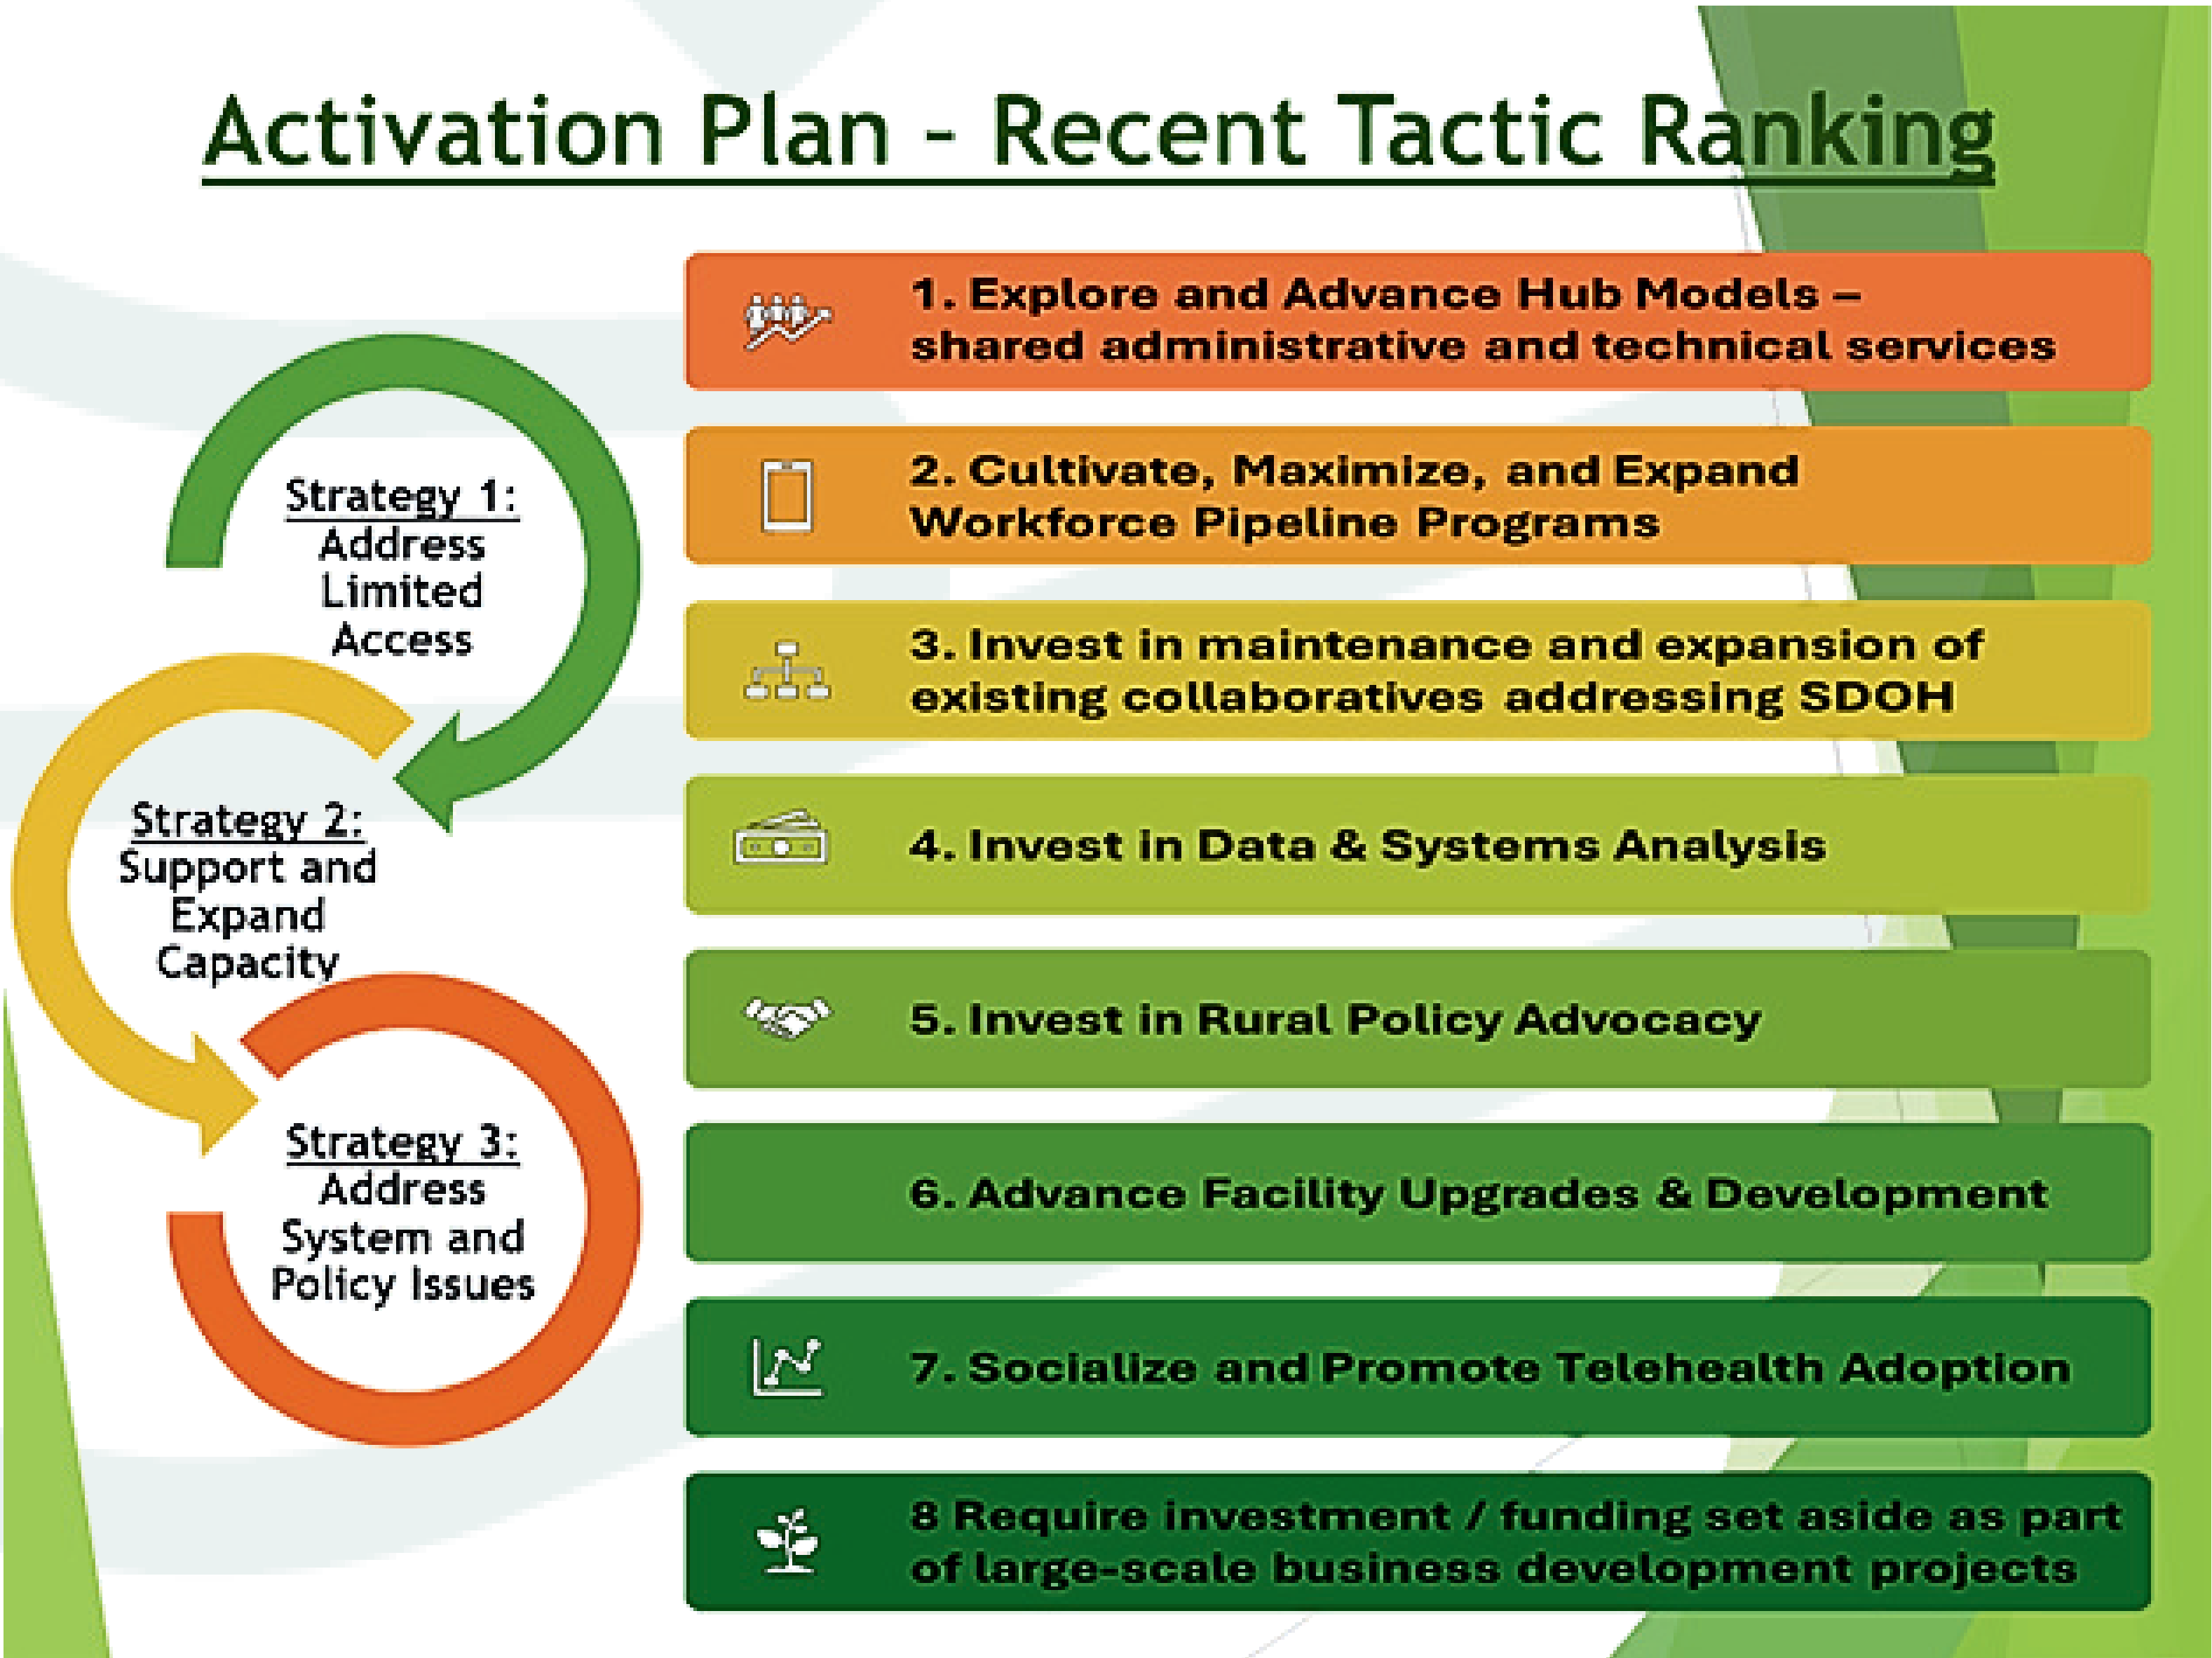 Activation Plan - Recent Tactic Ranking
Strategy 1:
Address
Limited
Access
Strategy 2:
Support and
Expand
Capacity
Strategy 3:
Address
System and
Policy Issues
1. Explore and Advance Hub Models –
shared administrative and technical services
2. Cultivate, Maximize, and Expand
Workforce Pipeline Programs
3. Invest in maintenance and expansion of
existing collaboratives addressing SDOH
4. Invest in Data & Systems Analysis
5. Invest in Rural Policy Advocacy
6. Advance Facility Upgrades & Development
7. Socialize and Promote Telehealth Adoption
8 Require investment / funding set aside as part
of large-scale business development projects